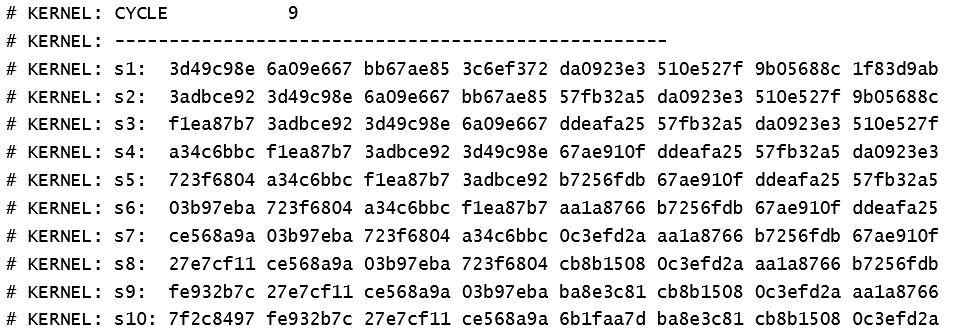 # KERNEL: CYCLE           9
# KERNEL: ---------------------------------------------------
# KERNEL: s1:  3d49c98e 6a09e667 bb67ae85 3c6ef372 da0923e3 510e527f 9b05688c 1f83d9ab
# KERNEL: s2:  3adbce92 3d49c98e 6a09e667 bb67ae85 57fb32a5 da0923e3 510e527f 9b05688c
# KERNEL: s3:  f1ea87b7 3adbce92 3d49c98e 6a09e667 ddeafa25 57fb32a5 da0923e3 510e527f
# KERNEL: s4:  a34c6bbc f1ea87b7 3adbce92 3d49c98e 67ae910f ddeafa25 57fb32a5 da0923e3
# KERNEL: s5:  723f6804 a34c6bbc f1ea87b7 3adbce92 b7256fdb 67ae910f ddeafa25 57fb32a5
# KERNEL: s6:  03b97eba 723f6804 a34c6bbc f1ea87b7 aa1a8766 b7256fdb 67ae910f ddeafa25
# KERNEL: s7:  ce568a9a 03b97eba 723f6804 a34c6bbc 0c3efd2a aa1a8766 b7256fdb 67ae910f
# KERNEL: s8:  27e7cf11 ce568a9a 03b97eba 723f6804 cb8b1508 0c3efd2a aa1a8766 b7256fdb
# KERNEL: s9:  fe932b7c 27e7cf11 ce568a9a 03b97eba ba8e3c81 cb8b1508 0c3efd2a aa1a8766
# KERNEL: s10: 7f2c8497 fe932b7c 27e7cf11 ce568a9a 6b1faa7d ba8e3c81 cb8b1508 0c3efd2a